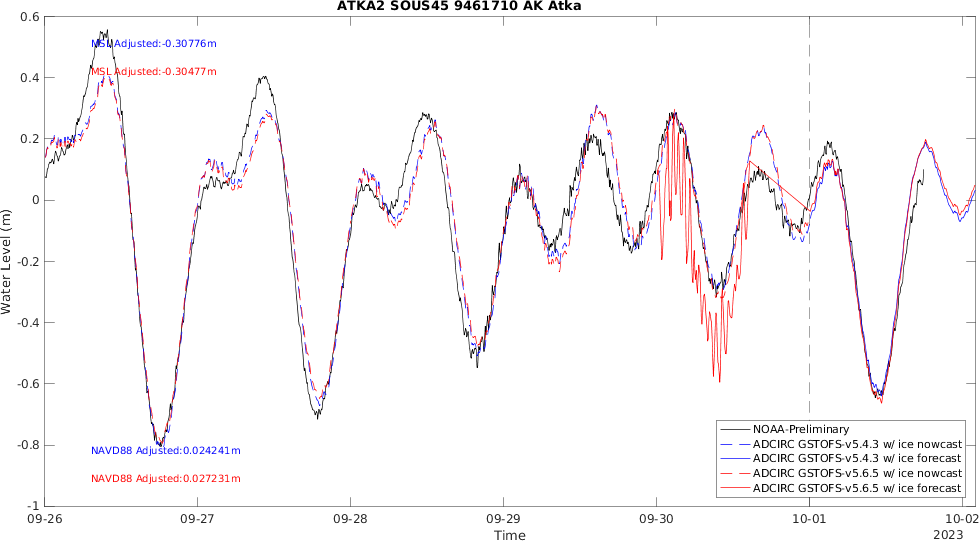 ATKA2 SOUS45 9461710 AK Atka
0.6
MSL Adjusted:-0.30776m
MSL Adjusted:-0.30477m
0.4
0.2
0
-0.2
-0.4
-0.6
-0.8
-1
Water Level (m)
NAVD88 Adjusted:0.024241m
NAVD88 Adjusted:0.027231m
NOAA-Preliminary
ADCIRC GSTOFS-v5.4.3 w/ ice nowcast
ADCIRC GSTOFS-v5.4.3 w/ ice forecast
ADCIRC GSTOFS-v5.6.5 w/ ice nowcast
ADCIRC GSTOFS-v5.6.5 w/ ice forecast
09-26 09-27 09-28 09-29 09-30 10-01 10-02
Time
2023